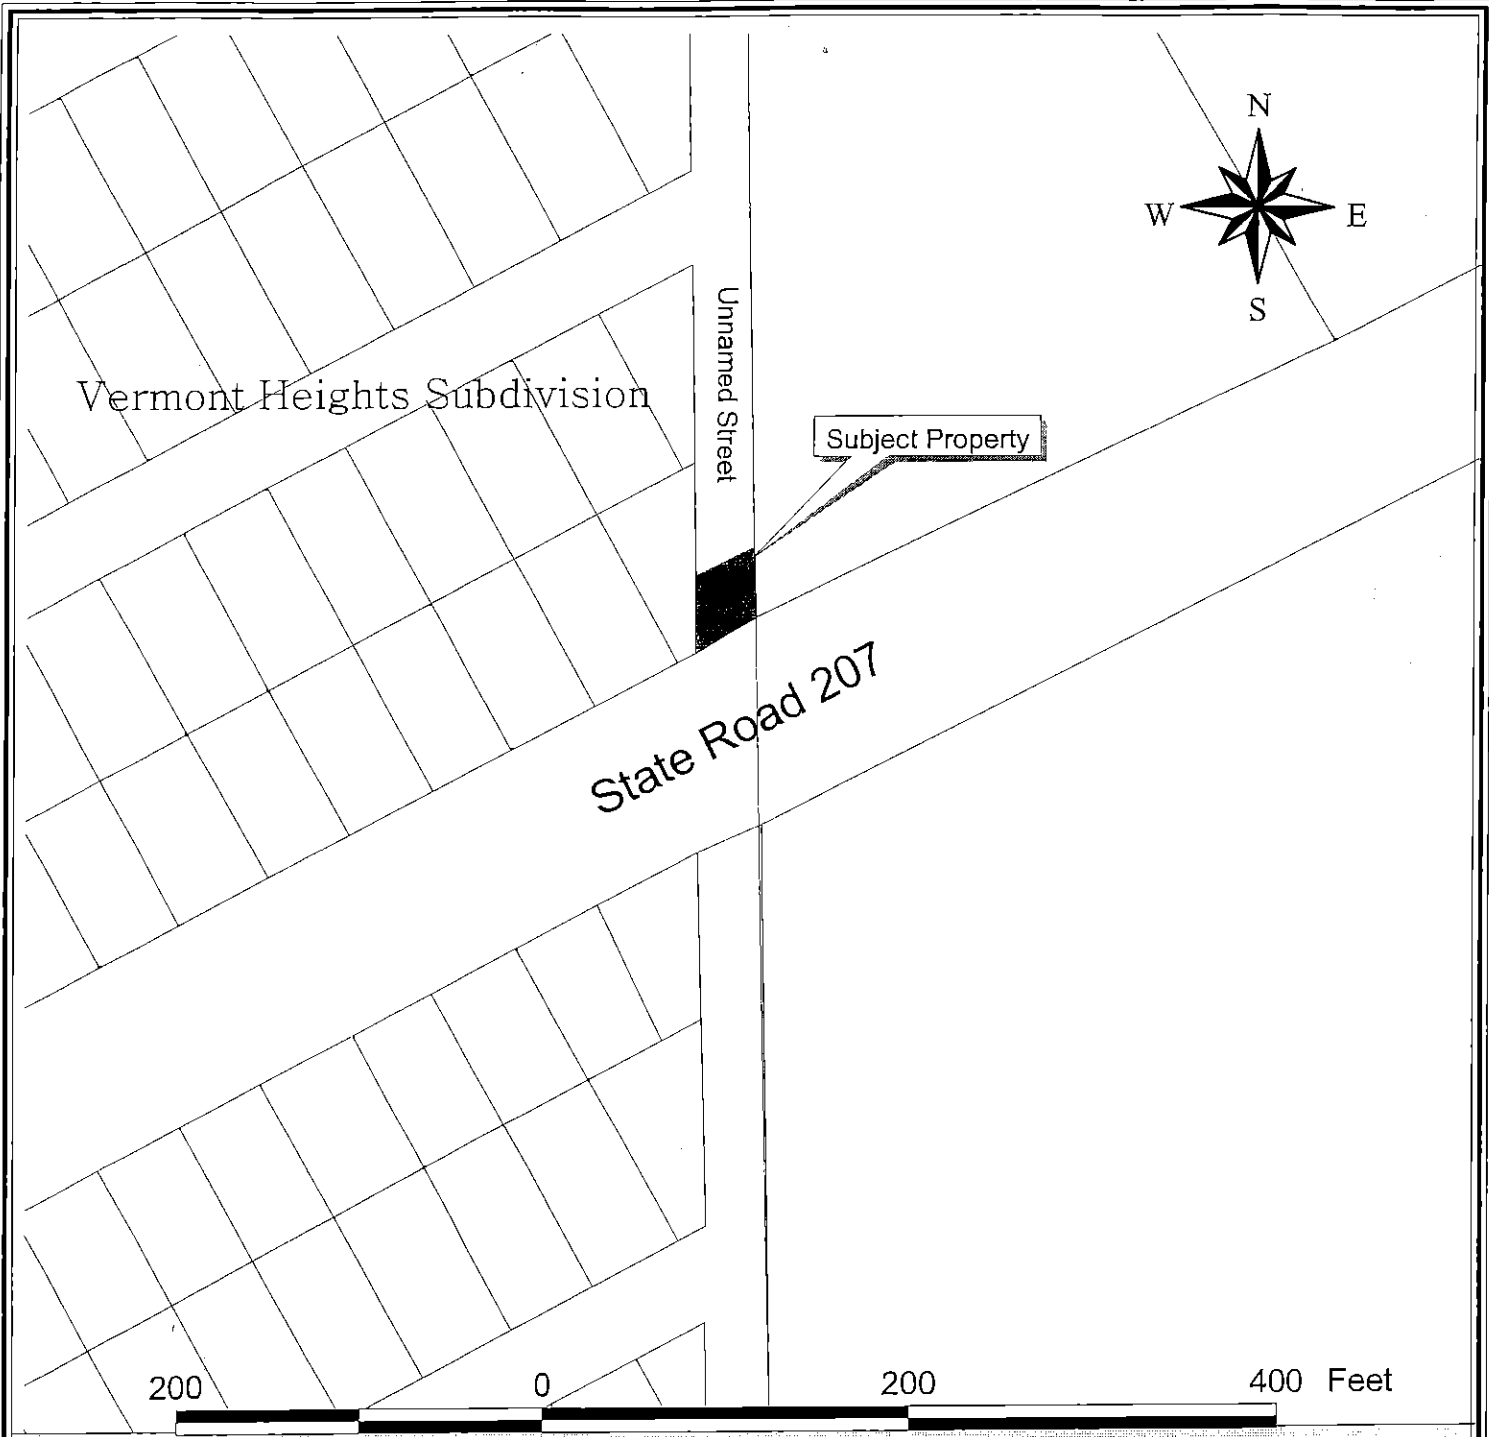 N
W E
S
Unnamed Street
Vermont Heights Subdivision
Subject Property
State Road 207
200 0 200 400 Feet